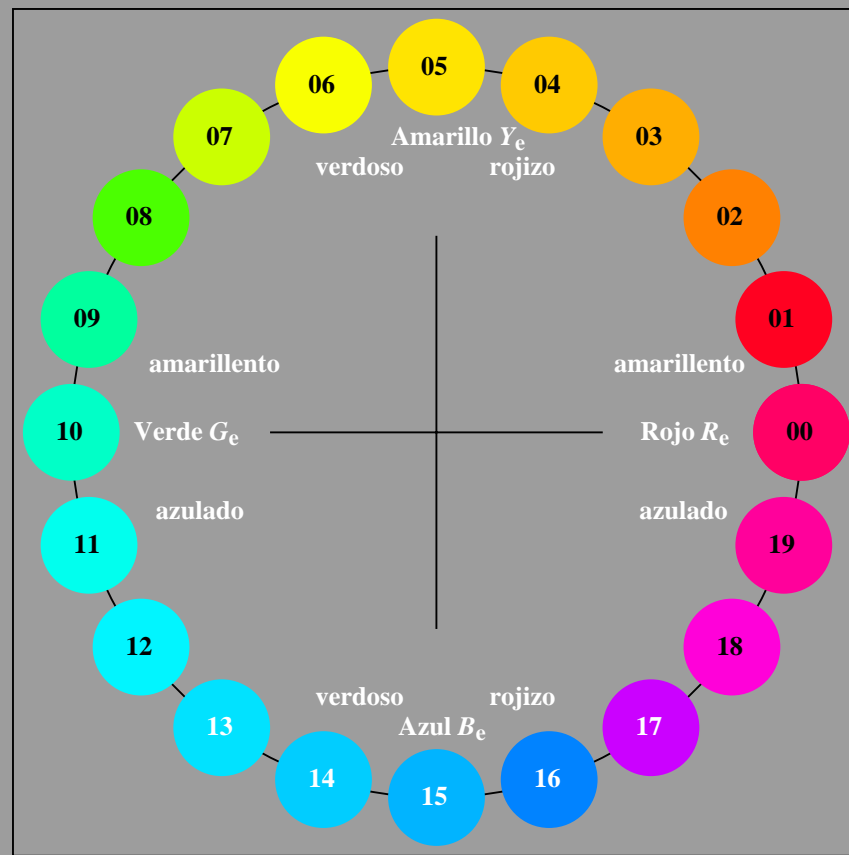 05
06
04
07
03
Amarillo Yₑ
verdoso
rojizo
08
02
09
01
amarillento
amarillento
10
Verde Gₑ
Rojo Rₑ
00
azulado
azulado
11
19
12
18
verdoso
rojizo
13
Azul Bₑ
17
14
16
15